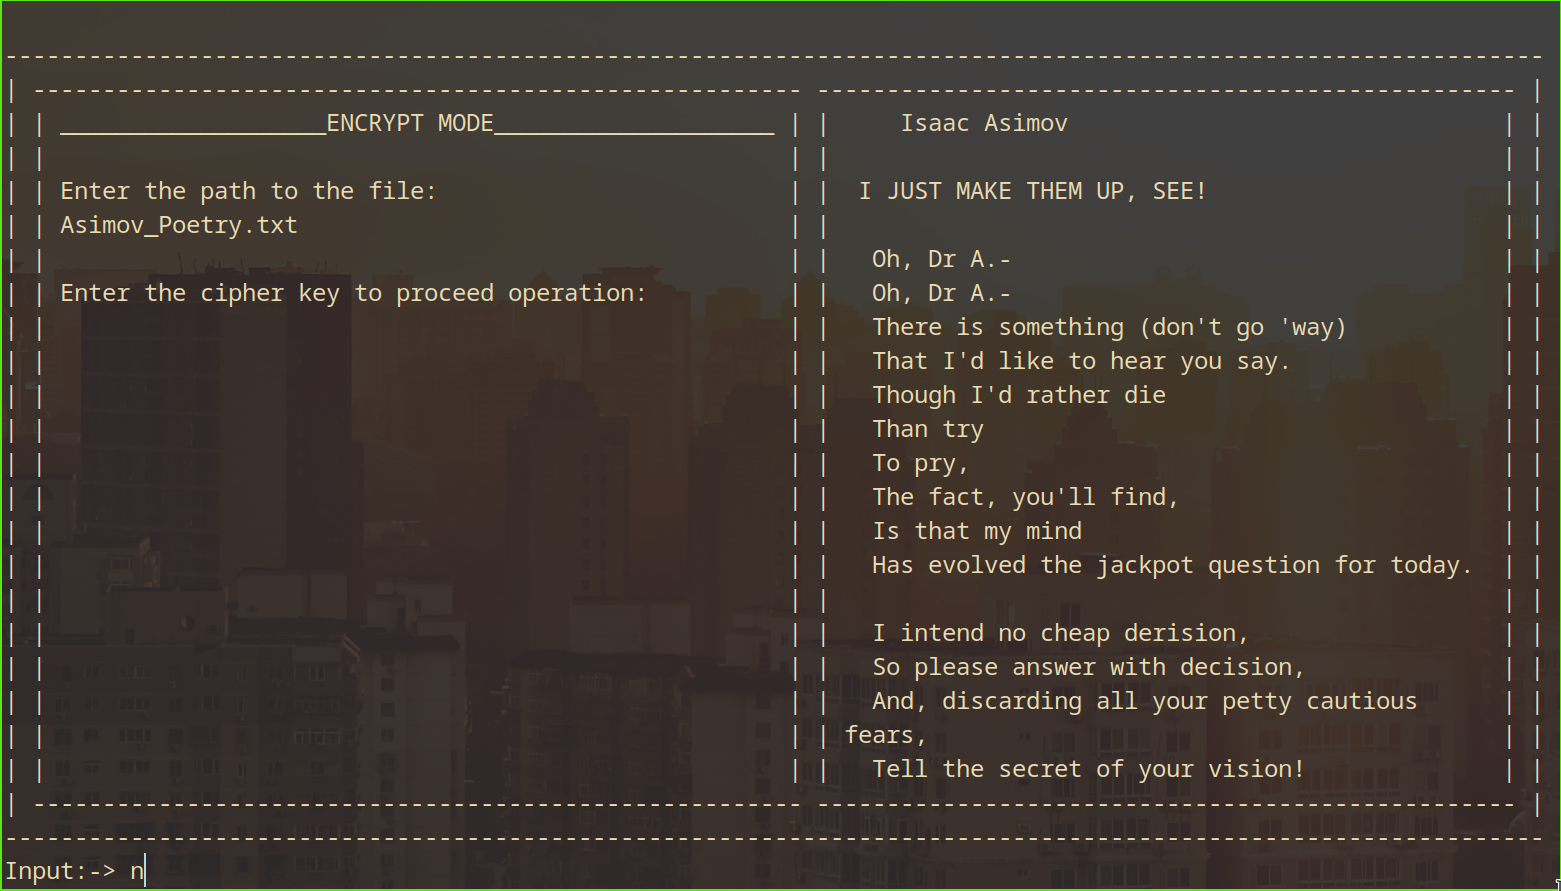 ENCRYPT MODE
Enter the path to the file:
Asimov_Poetry.txt
Enter the cipher key to proceed operation:
Isaac Asimov
I JUST MAKE THEM UP, SEE!
Oh, Dr A.-
Oh, Dr A.-
There is something (don't go 'way)
That I'd like to hear you say.
Though I'd rather die
Than try
To pry,
The fact, you'll find,
Is that my mind
Has evolved the jackpot question for today.
I intend no cheap derision,
So please answer with decision,
And, discarding all your petty cautious
fears,
Tell the secret of your vision!
Input:-> n